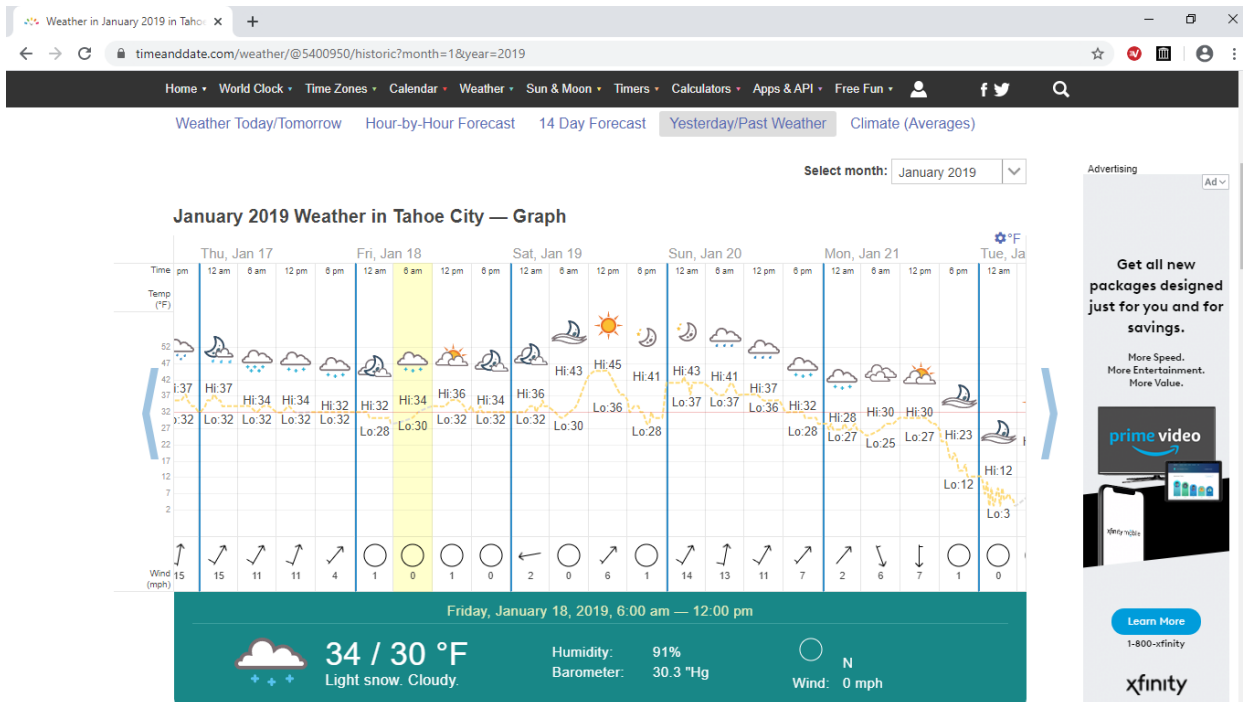 Weather in January 2019 in Taho
timeanddate.com/weather/@5400950/historic?month=1&year=2019
Home World Clock Time Zones Calendar Weather Sun & Moon Timers Calculators Apps & API Free Fun
Weather Today/Tomorrow Hour-by-Hour Forecast 14 Day Forecast Yesterday/Past Weather Climate (Averages)
Select month: January 2019
Advertising
Ad
January 2019 Weather in Tahoe City — Graph
°F
Thu, Jan 17 Fri, Jan 18 Sat, Jan 19 Sun, Jan 20 Mon, Jan 21 Tue, Ja
Time pm 12 am 6 am 12 pm 6 pm 12 am 6 am 12 pm 6 pm 12 am 6 am 12 pm 6 pm 12 am 6 am 12 pm 6 pm 12 am 6 am 12 pm 6 pm 12 am
Temp
(°F)
52
47
42
37
32
27
22
17
12
7
2
i:37 Hi:37 Hi:34 Hi:34 Hi:32 Hi:32 Hi:34 Hi:36 Hi:34 Hi:36 Hi:43 Hi:45 Hi:41 Hi:43 Hi:41 Hi:37 Hi:32 Hi:28 Hi:30 Hi:30 Hi:23 Hi:12
:32 Lo:32 Lo:32 Lo:32 Lo:32 Lo:28 Lo:30 Lo:32 Lo:32 Lo:32 Lo:30 Lo:36 Lo:28 Lo:37 Lo:37 Lo:36 Lo:28 Lo:27 Lo:25 Lo:27 Lo:12 Lo:3
Wind 15 15 11 11 4 1 0 1 0 2 0 6 1 14 13 11 7 2 6 7 1 0
(mph)
Friday, January 18, 2019, 6:00 am — 12:00 pm
34 / 30 °F
Light snow. Cloudy.
Humidity: 91%
Barometer: 30.3 "Hg
N
Wind: 0 mph
Get all new
packages designed
just for you and for
savings.
More Speed.
More Entertainment.
More Value.
prime video
xfinity mobile
Learn More
1-800-xfinity
xfinity